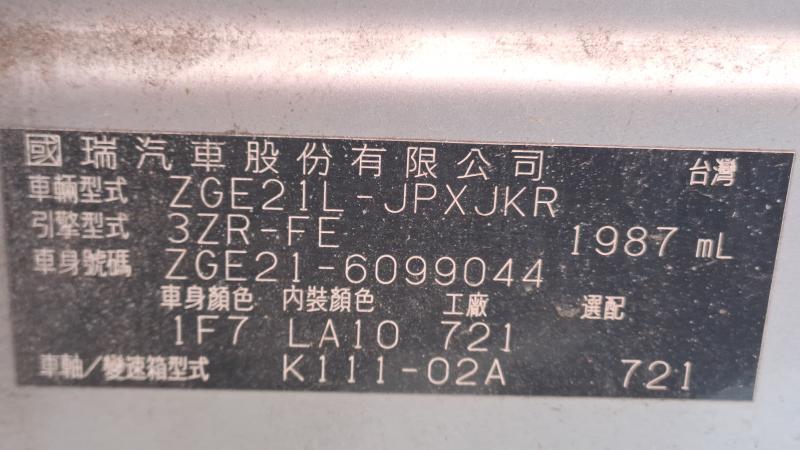 國瑞汽車股份有限公司 台灣
車輛型式 ZGE21L-JPXJKR
引擎型式 3ZR-FE 1987 mL
車身號碼 ZGE21-6099044
車身顏色 內裝顏色 工廠 選配
1F7 LA10 721
車軸/變速箱型式 K111-02A 721